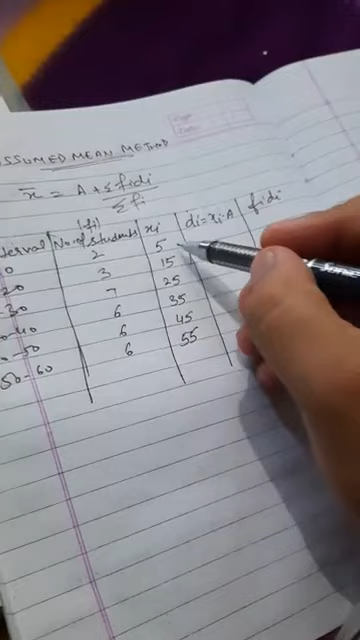 ASSUMED MEAN METHOD
x̄ = A + Σfidi / Σfi
(fi)
No. of students xi di = xi - A fidi
2 5
3 15
7 25
6 35
6 45
50-60 6 55